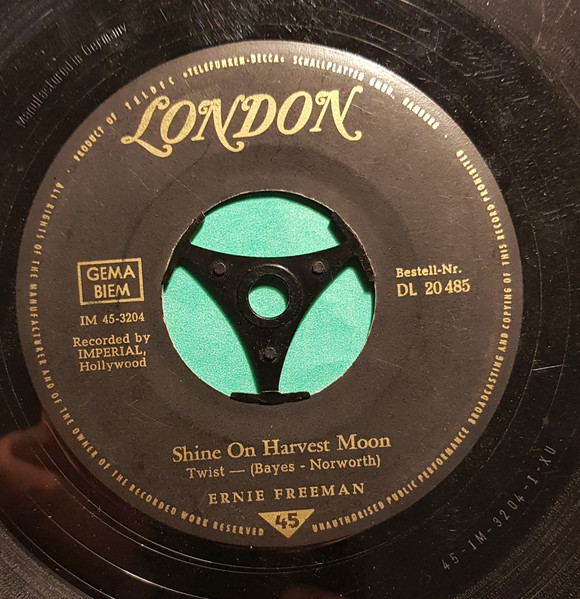 Manufactured in Germany
PRODUCT OF TELDEC »TELEFUNKEN-DECCA« SCHALLPLATTEN GMBH, HAMBURG
LONDON
GEMA
BIEM
IM 45-3204
Recorded by
IMPERIAL,
Hollywood
Bestell-Nr.
DL 20 485
Shine On Harvest Moon
Twist — (Bayes - Norworth)
ERNIE FREEMAN
45
ALL RIGHTS OF THE MANUFACTURER AND OF THE OWNER OF THE RECORDED WORK RESERVED
UNAUTHORISED PUBLIC PERFORMANCE BROADCASTING AND COPYING OF THIS RECORD PROHIBITED
45-IM-3204-1-XU